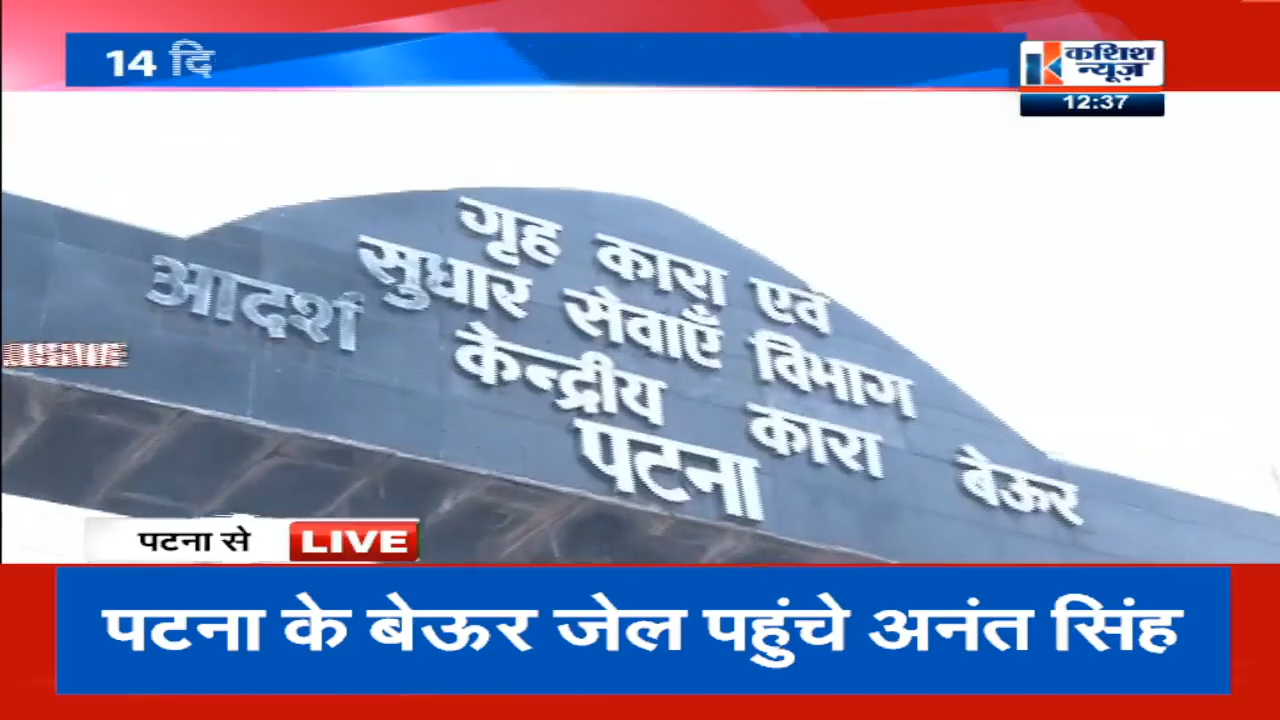 14 दि
कशिश
न्यूज़
12:37
गृह कारा एवं
सुधार सेवाएँ विभाग
आदर्श केन्द्रीय कारा बेऊर
पटना
पटना से LIVE
पटना के बेऊर जेल पहुंचे अनंत सिंह